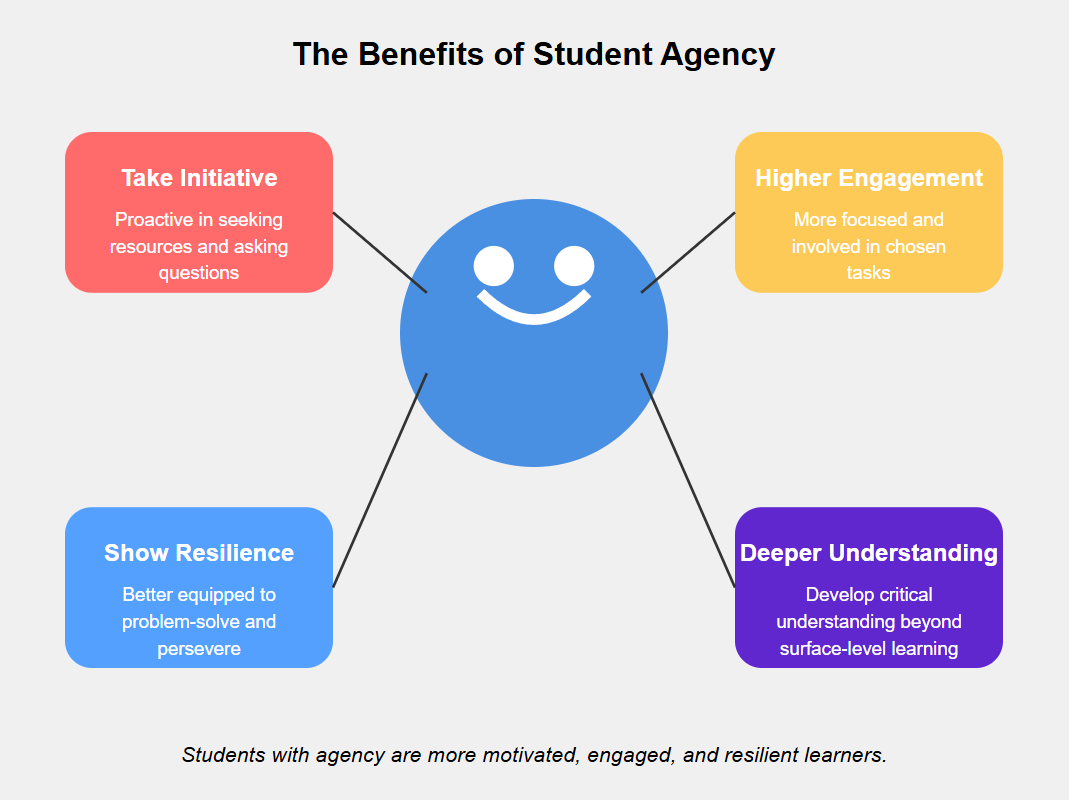 The Benefits of Student Agency
Take Initiative
Proactive in seeking
resources and asking
questions
Higher Engagement
More focused and
involved in chosen
tasks
Show Resilience
Better equipped to
problem-solve and
persevere
Deeper Understanding
Develop critical
understanding beyond
surface-level learning
Students with agency are more motivated, engaged, and resilient learners.